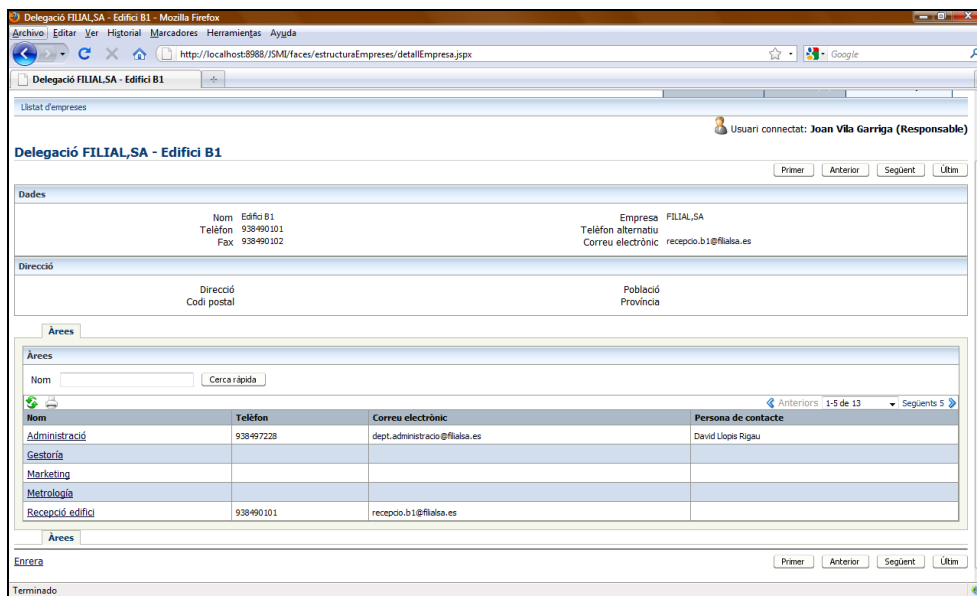 Delegació FILIAL,SA - Edifici B1 - Mozilla Firefox
Archivo Editar Ver Historial Marcadores Herramientas Ayuda
http://localhost:8988/JSMI/faces/estructuraEmpreses/detallEmpresa.jspx Google
Delegació FILIAL,SA - Edifici B1
Llistat d'empreses
Usuari connectat: Joan Vila Garriga (Responsable)
Delegació FILIAL,SA - Edifici B1
Primer Anterior Següent Últim
Dades
Nom Edifici B1 Empresa FILIAL,SA
Telèfon 938490101 Telèfon alternatiu
Fax 938490102 Correu electrònic recepcio.b1@filialsa.es
Direcció
Direcció Població
Codi postal Província
Àrees
Àrees
Nom Cerca ràpida
Anteriors 1-5 de 13 Següents 5
Nom Telèfon Correu electrònic Persona de contacte
Administració 938497228 dept.administracio@filialsa.es David Llopis Rigau
Gestoría
Marketing
Metrología
Recepció edifici 938490101 recepcio.b1@filialsa.es
Àrees
Enrera Primer Anterior Següent Últim
Terminado